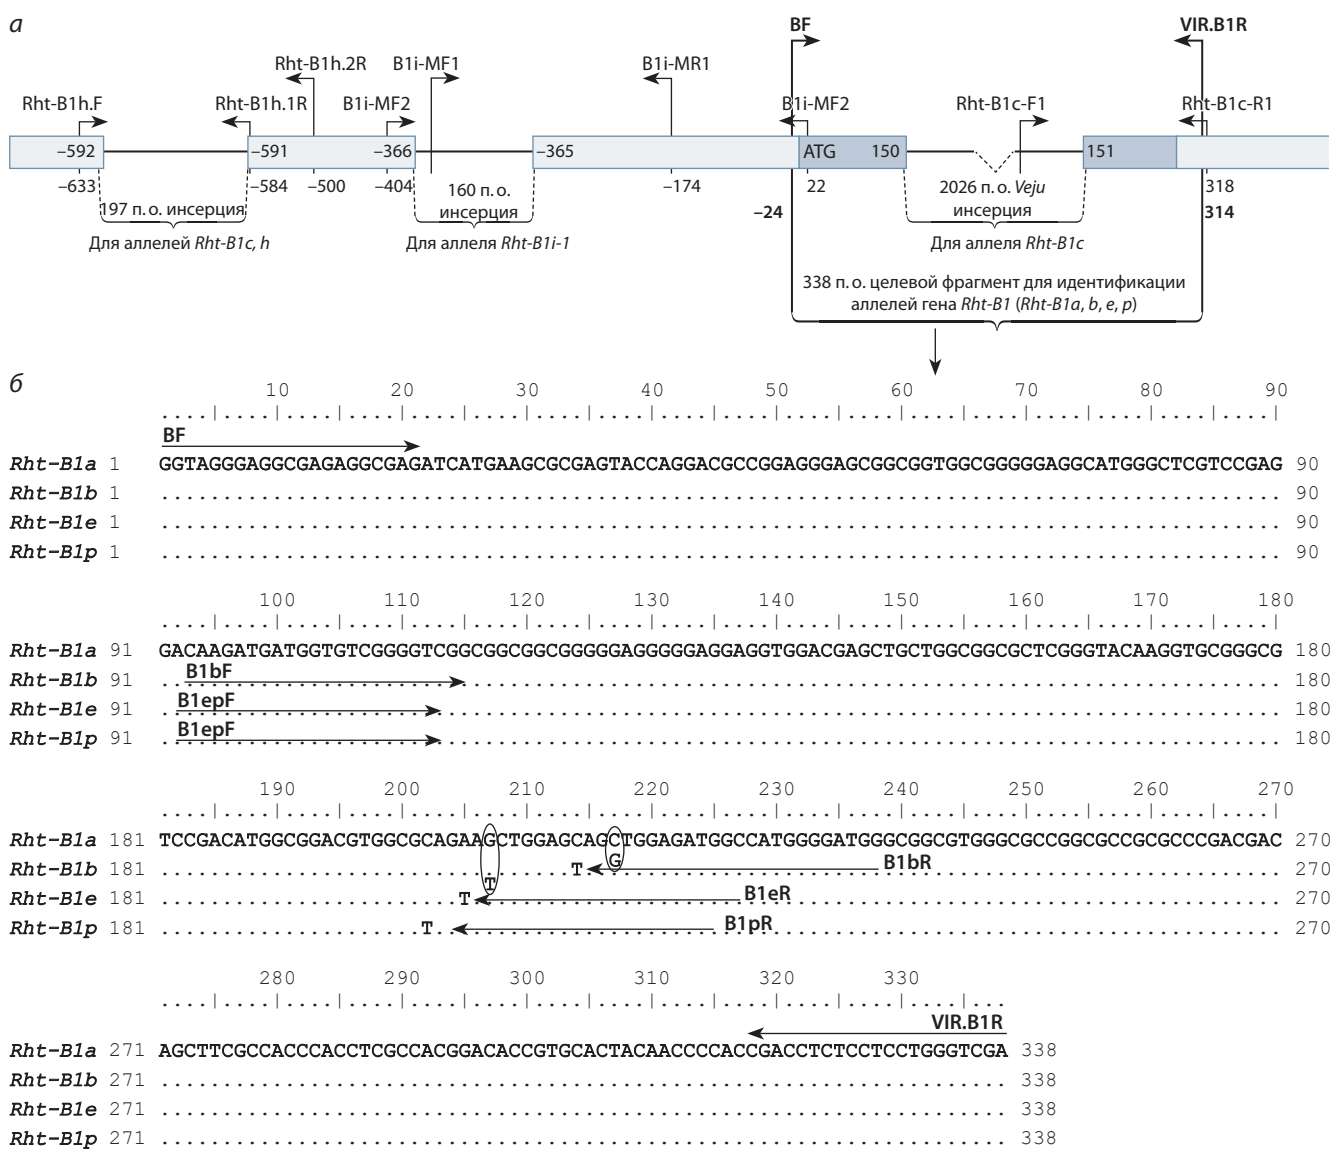 а
BF
VIR.B1R
Rht-B1h.2R
B1i-MF1
B1i-MR1
Rht-B1h.F
Rht-B1h.1R
B1i-MF2
B1i-MF2
Rht-B1c-F1
Rht-B1c-R1
–592
–591
–366
–365
ATG
150
151
–633
–584
–500
–404
–174
22
318
–24
314
197 п. о. инсерция
160 п. о.
инсерция
2026 п. о. Veju
инсерция
Для аллелей Rht-B1c, h
Для аллеля Rht-B1i-1
Для аллеля Rht-B1c
338 п. о. целевой фрагмент для идентификации
аллелей гена Rht-B1 (Rht-B1a, b, e, p)
б
10 20 30 40 50 60 70 80 90
BF
Rht-B1a 1 GGTAGGGAGGCGAGAGGCGAGATCATGAAGCGCGAGTACCAGGACGCCGGAGGGAGCGGCGGTGGCGGGGGAGGCATGGGCTCGTCCGAG 90
Rht-B1b 1 90
Rht-B1e 1 90
Rht-B1p 1 90
100 110 120 130 140 150 160 170 180
Rht-B1a 91 GACAAGATGATGGTGTCGGGGTCGGCGGCGGCGGGGGAGGGGGAGGAGGTGGACGAGCTGCTGGCGGCGCTCGGGTACAAGGTGCGGGCG 180
Rht-B1b 91 B1bF 180
Rht-B1e 91 B1epF 180
Rht-B1p 91 B1epF 180
190 200 210 220 230 240 250 260 270
Rht-B1a 181 TCCGACATGGCGGACGTGGCGCAGAAGCTGGAGCAGCTGGAGATGGCCATGGGGATGGGCGGCGTGGGCGCCGGCGCCGCGCCCGACGAC 270
Rht-B1b 181 T G B1bR 270
Rht-B1e 181 T T B1eR 270
Rht-B1p 181 T B1pR 270
280 290 300 310 320 330
VIR.B1R
Rht-B1a 271 AGCTTCGCCACCCACCTCGCCACGGACACCGTGCACTACAACCCCACCGACCTCTCCTCCTGGGTCGA 338
Rht-B1b 271 338
Rht-B1e 271 338
Rht-B1p 271 338